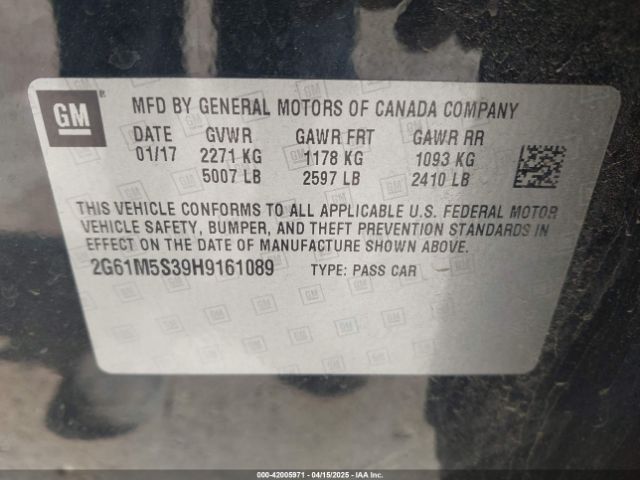 GM
®
MFD BY GENERAL MOTORS OF CANADA COMPANY
DATE GVWR GAWR FRT GAWR RR
01/17 2271 KG 1178 KG 1093 KG
5007 LB 2597 LB 2410 LB
THIS VEHICLE CONFORMS TO ALL APPLICABLE U.S. FEDERAL MOTOR
VEHICLE SAFETY, BUMPER, AND THEFT PREVENTION STANDARDS IN
EFFECT ON THE DATE OF MANUFACTURE SHOWN ABOVE.
2G61M5S39H9161089 TYPE: PASS CAR
000-42005971 - 04/15/2025 - IAAI, Inc.